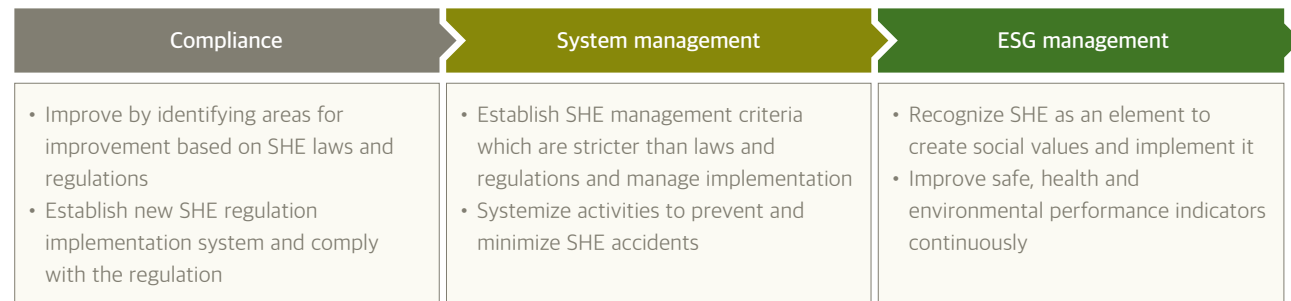 Compliance
• Improve by identifying areas for
improvement based on SHE laws and
regulations
• Establish new SHE regulation
implementation system and comply
with the regulation
System management
• Establish SHE management criteria
which are stricter than laws and
regulations and manage implementation
• Systemize activities to prevent and
minimize SHE accidents
ESG management
• Recognize SHE as an element to
create social values and implement it
• Improve safe, health and
environmental performance indicators
continuously